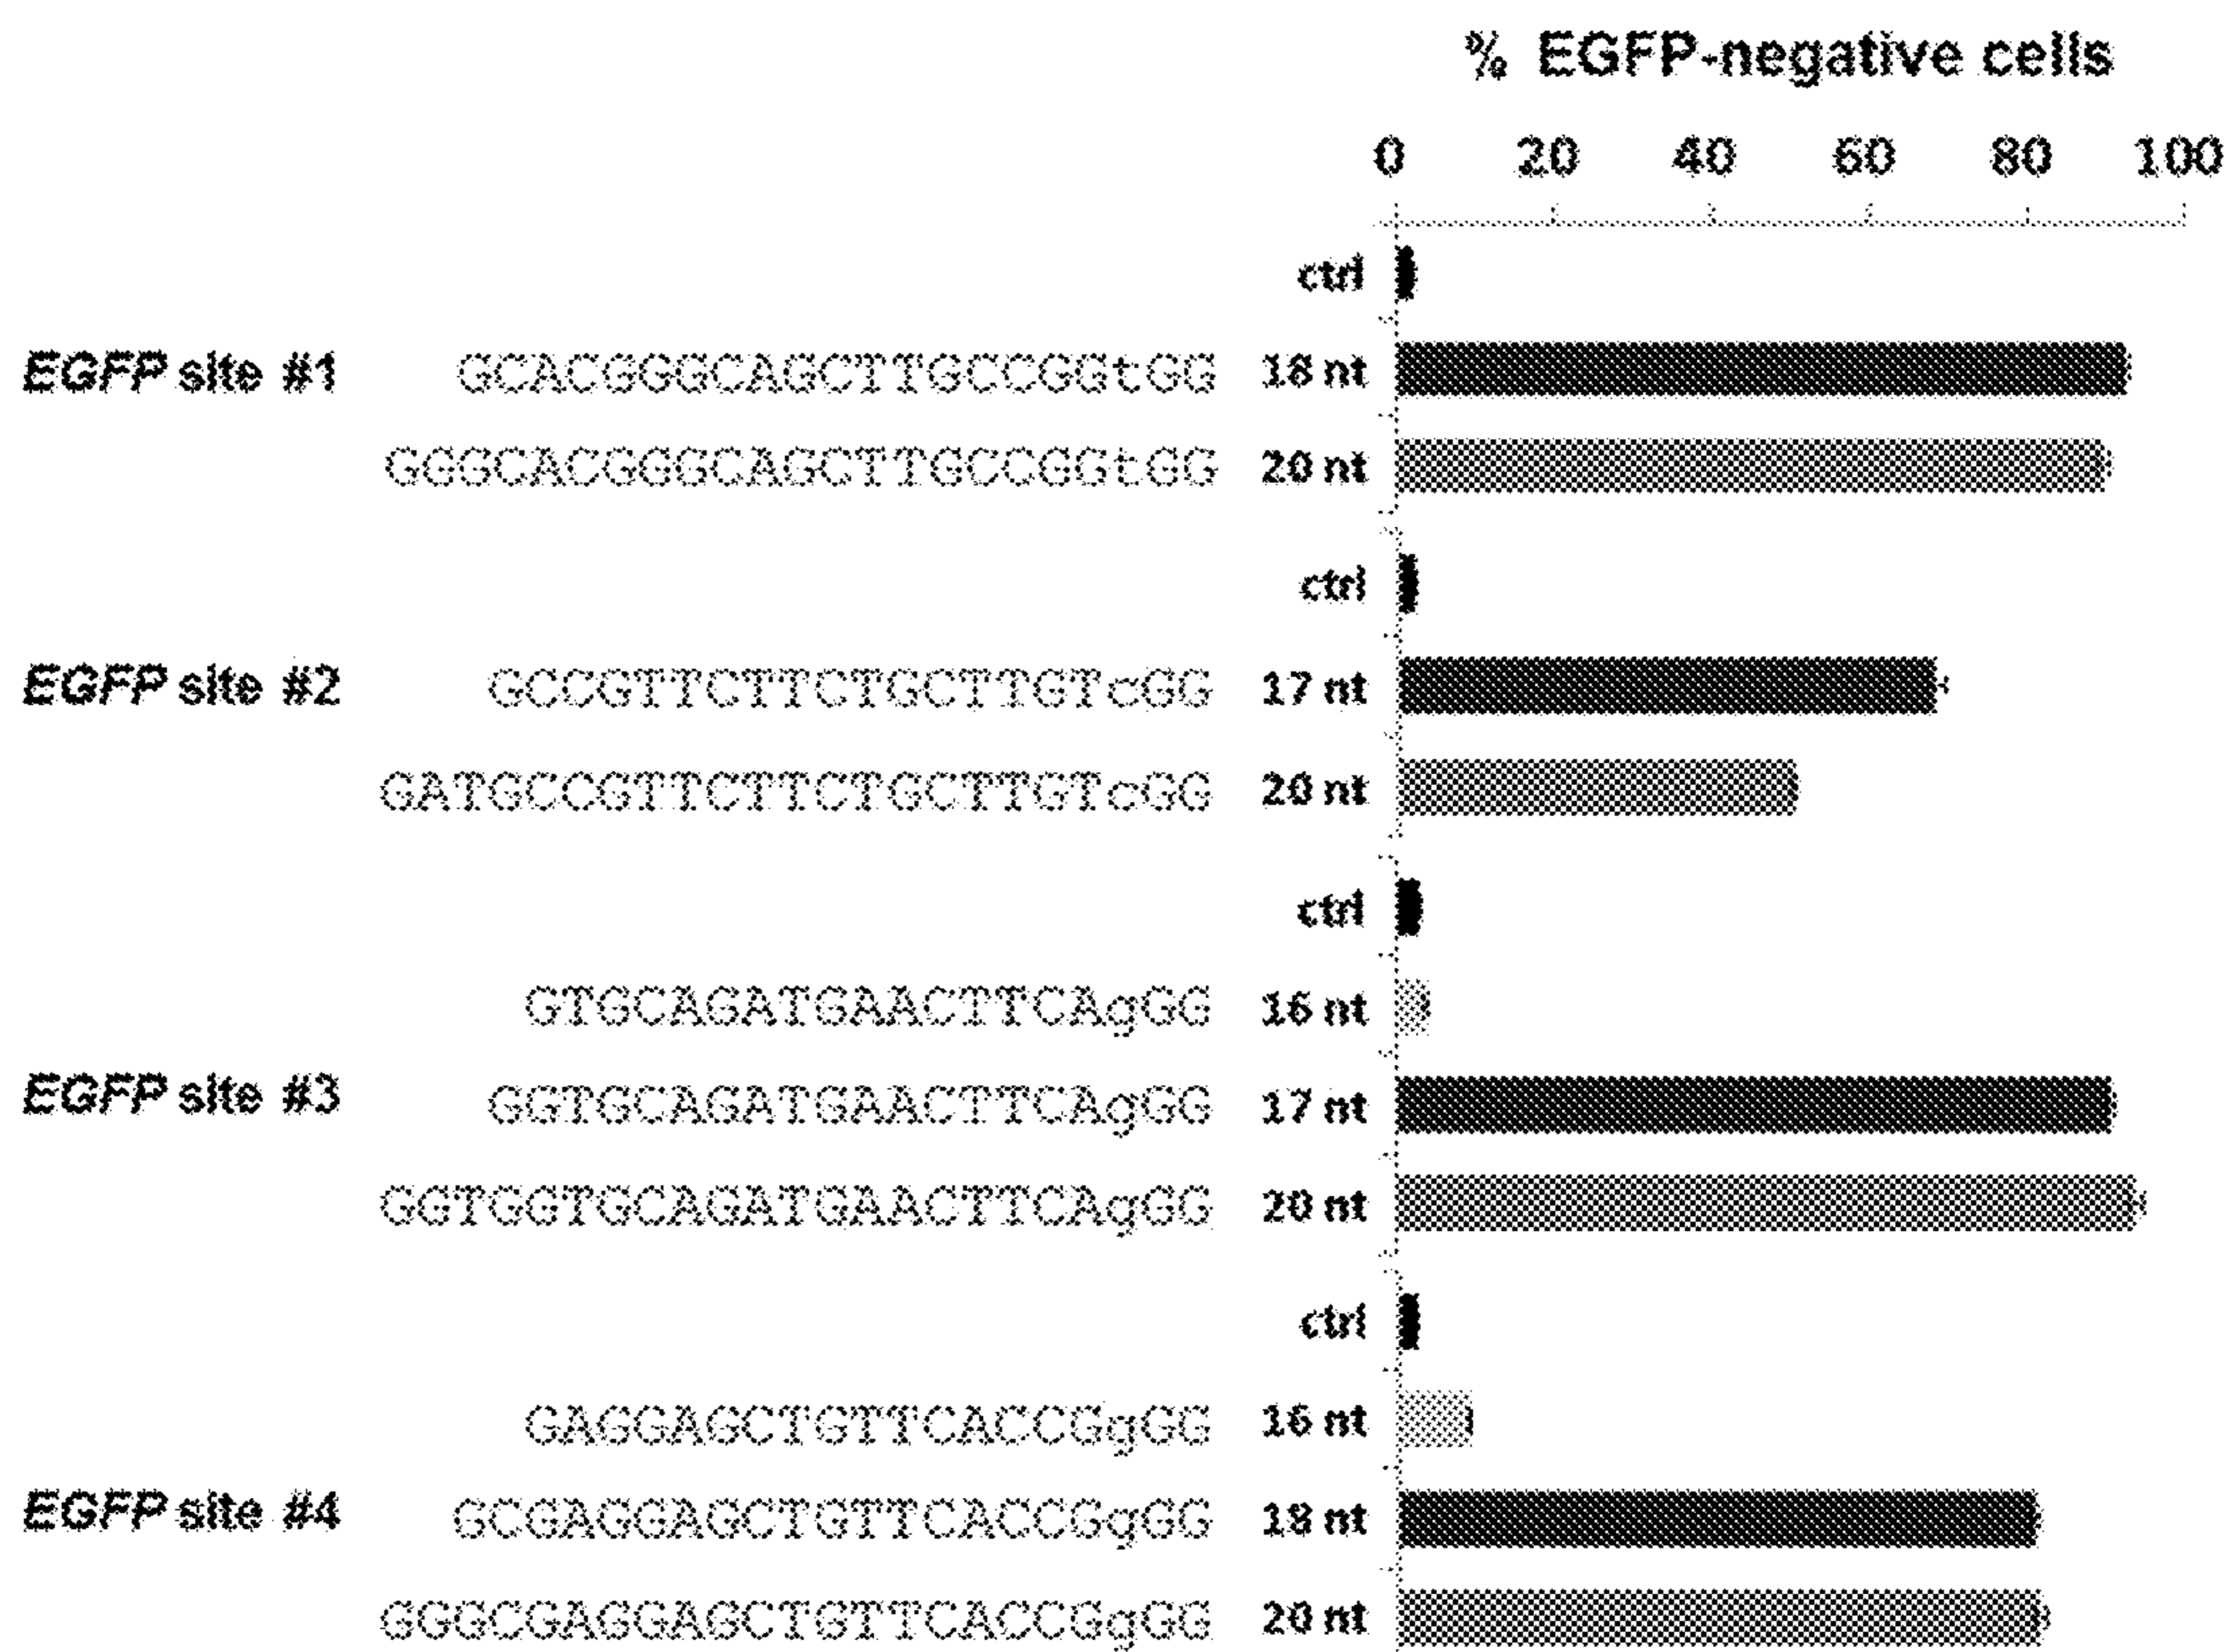 % EGFP-negative cells
0 20 40 60 80 100
ctrl
EGFP site #1 GCACGGGCAGCTTGCCGGtGG 18 nt
GGGCACGGGCAGCTTGCCGGtGG 20 nt
ctrl
EGFP site #2 GCCGTTCTTCTGCTTGTcGG 17 nt
GATGCCGTTCTTCTGCTTGTcGG 20 nt
ctrl
GTGCAGATGAACTTCAgGG 16 nt
EGFP site #3 GGTGCAGATGAACTTCAgGG 17 nt
GGTGGTGCAGATGAACTTCAgGG 20 nt
ctrl
GAGGAGCTGTTCACCGgGG 16 nt
EGFP site #4 GCGAGGAGCTGTTCACCGgGG 18 nt
GGGCGAGGAGCTGTTCACCGgGG 20 nt